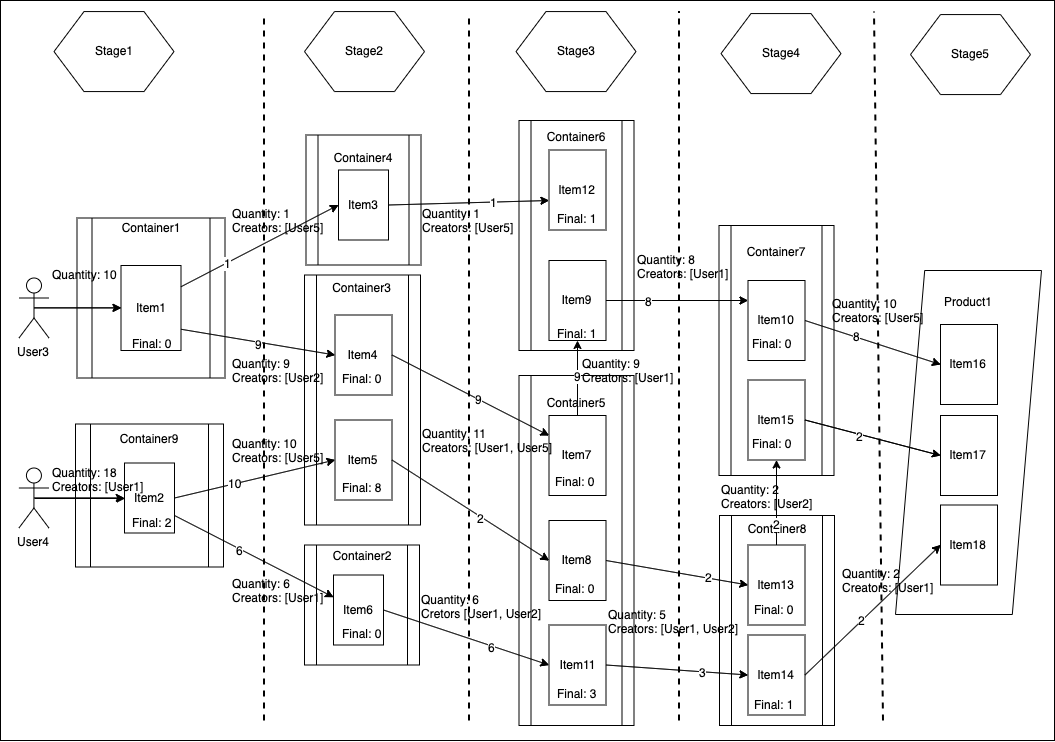 Stage1
Stage2
Stage3
Stage4
Stage5
Container6
Container4
Item12
Item3
1
Final: 1
Quantity: 1
Creators: [User5]
Quantity: 1
Creators: [User5]
Container1
Container7
Quantity: 8
Creators: [User1]
1
Quantity: 10
Container3
Item1
Item9
8
Product1
Quantity: 10
Creators: [User5]
Item10
Final: 1
Final: 0
9
Final: 0
8
User3
Item4
Item16
Quantity: 9
Creators: [User2]
Final: 0
Quantity: 9
Creators: [User1]
9
9
Container5
Item15
Container9
Quantity: 11
Creators: [User1, User5]
Final: 0
2
Quantity: 10
Creators: [User5]
Item5
Item7
Item17
Quantity: 18
Creators: [User1]
10
Final: 8
Final: 0
Quantity: 2
Creators: [User2]
Item2
Final: 2
2
2
Container8
User4
6
Container2
Item8
Item18
Quantity: 6
Creators: [User1]
2
Item13
Quantity: 2
Creators: [User1]
Final: 0
Item6
Quantity: 6
Cretors [User1, User2]
Final: 0
Quantity: 5
Creators: [User1, User2]
Final: 0
2
6
Item11
3
Item14
Final: 3
Final: 1